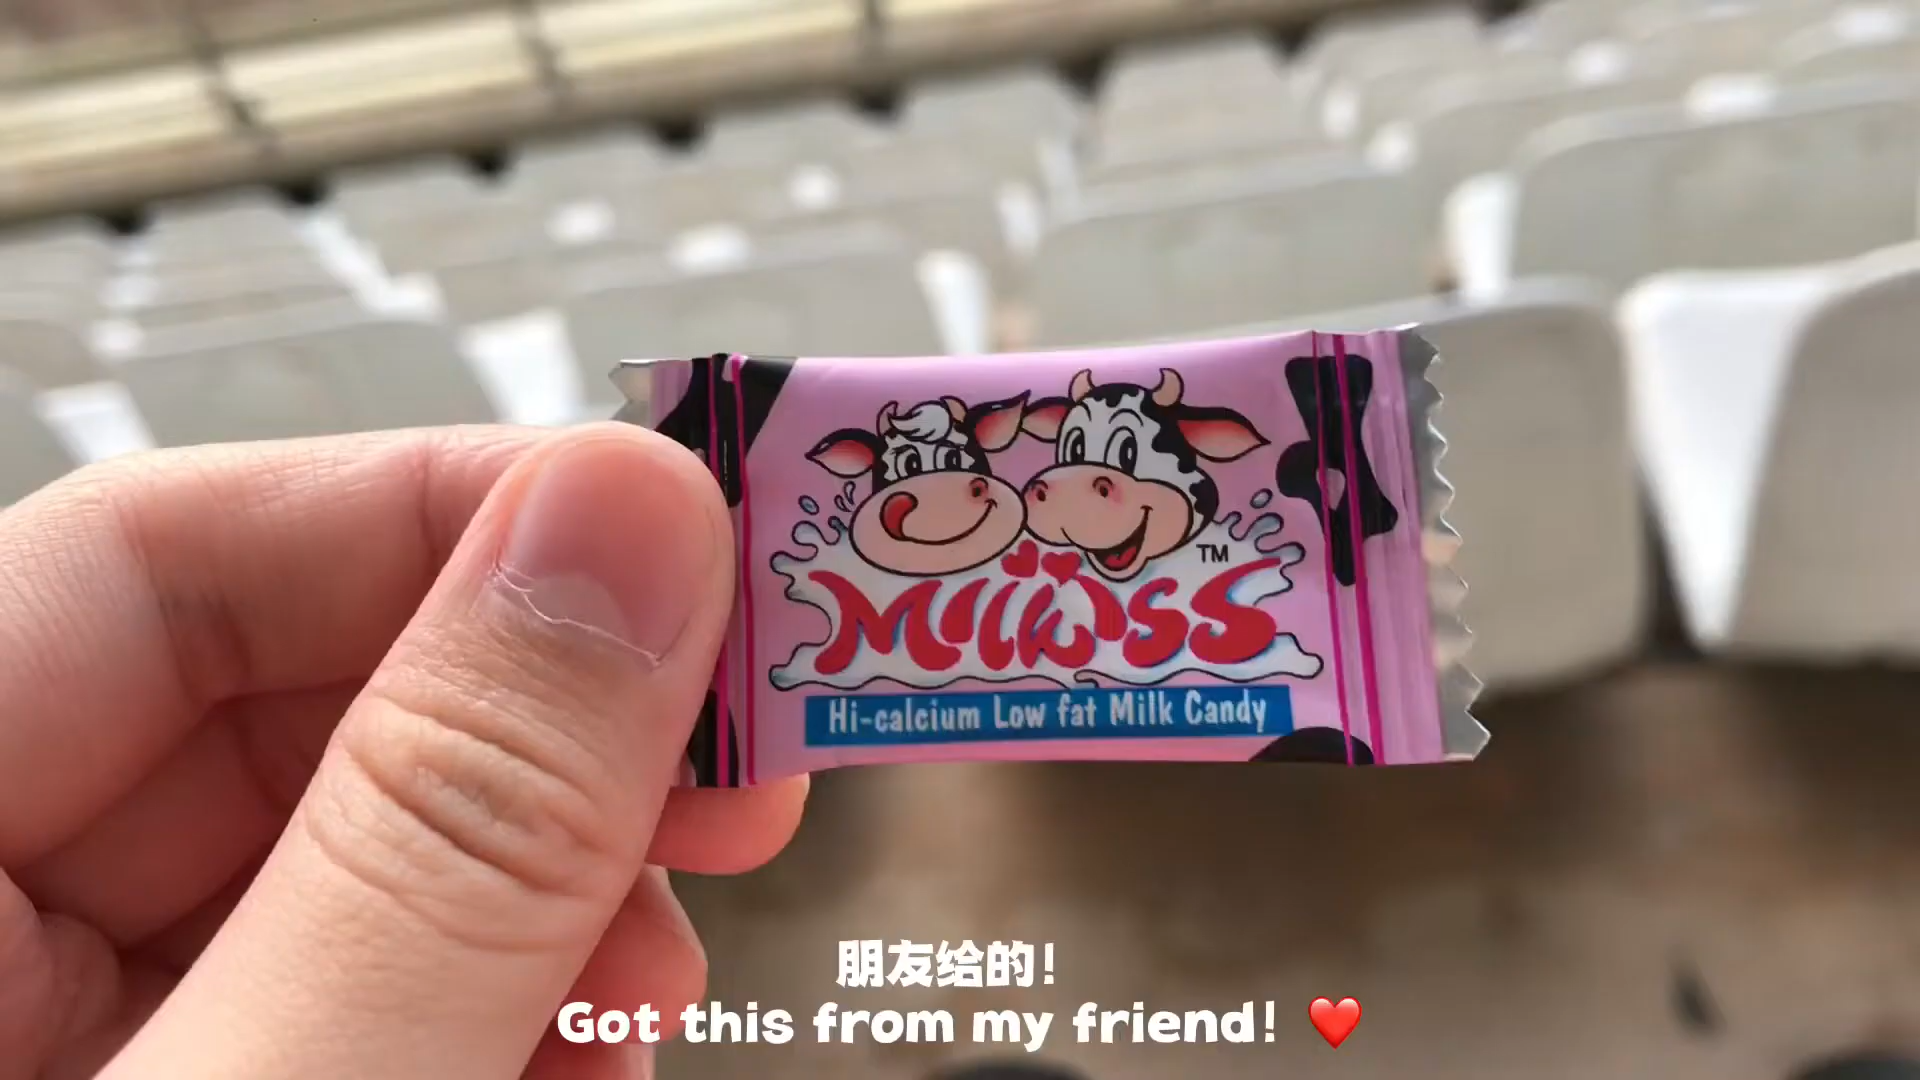 Milkiss
TM
Hi-calcium Low fat Milk Candy
朋友给的！
Got this from my friend! ❤️